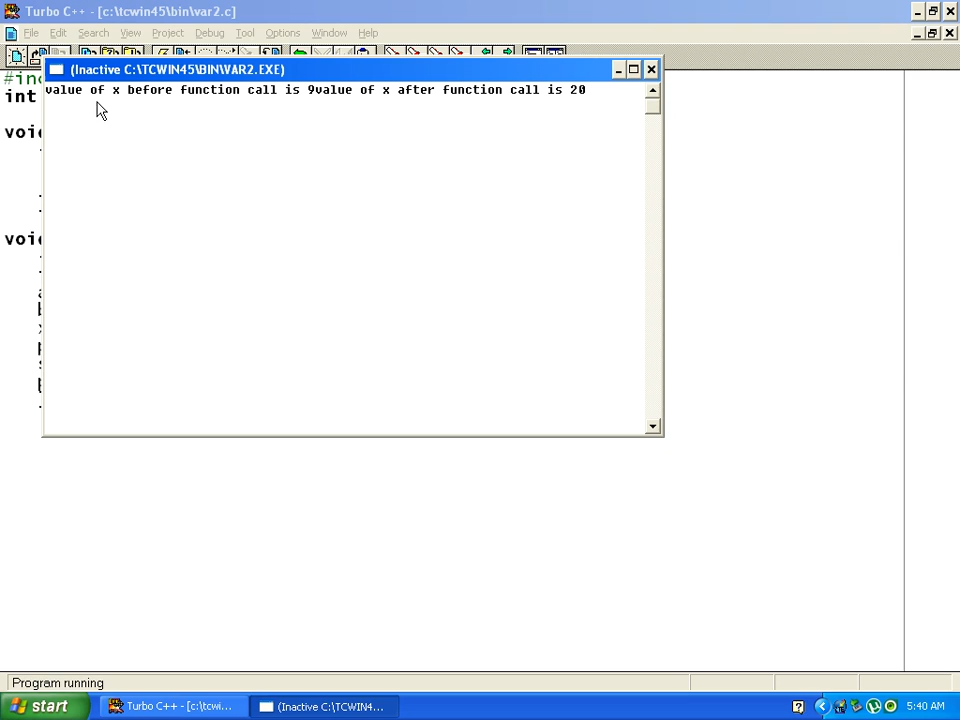 Turbo C++ - [c:\tcwin45\bin\var2.c]
File Edit Search View Project Debug Tool Options Window Help
(Inactive C:\TCWIN45\BIN\VAR2.EXE)
value of x before function call is 9value of x after function call is 20
#inc
int
voi
voi
Program running
start
Turbo C++ - [c:\tcwi...
(Inactive C:\TCWIN4...
5:40 AM